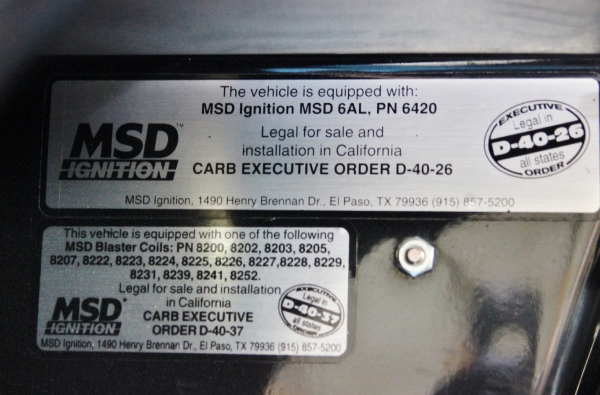 The vehicle is equipped with:
MSD Ignition MSD 6AL, PN 6420
MSD™
IGNITION
Legal for sale and
installation in California
CARB EXECUTIVE ORDER D-40-26
EXECUTIVE
Legal in
D-40-26
all states
ORDER
MSD Ignition, 1490 Henry Brennan Dr., El Paso, TX 79936 (915) 857-5200
This vehicle is equipped with one of the following
MSD Blaster Coils: PN 8200, 8202, 8203, 8205,
8207, 8222, 8223, 8224, 8225, 8226, 8227,8228, 8229,
8231, 8239, 8241, 8252.
Legal for sale and installation
in California
MSD®
IGNITION
CARB EXECUTIVE
ORDER D-40-37
EXECUTIVE
Legal in
D-40-37
all states
ORDER
MSD Ignition, 1490 Henry Brennan Dr., El Paso, TX 79936 (915) 857-5200